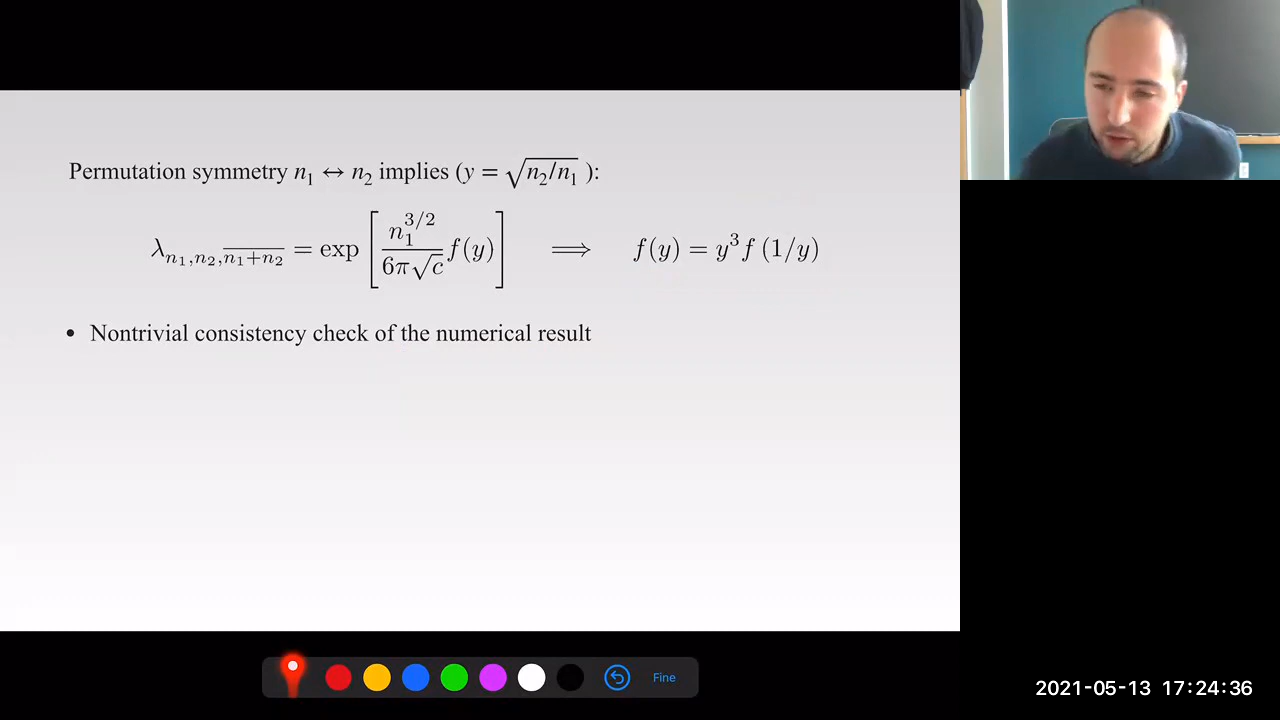 Permutation symmetry n₁ ↔ n₂ implies (y = √(n₂/n₁) ):
λ_{n₁,n₂,\overline{n₁+n₂}} = exp [ n₁^{3/2} / (6π√c) f(y) ] ⟹ f(y) = y³ f (1/y)
• Nontrivial consistency check of the numerical result
Fine
2021-05-13 17:24:36